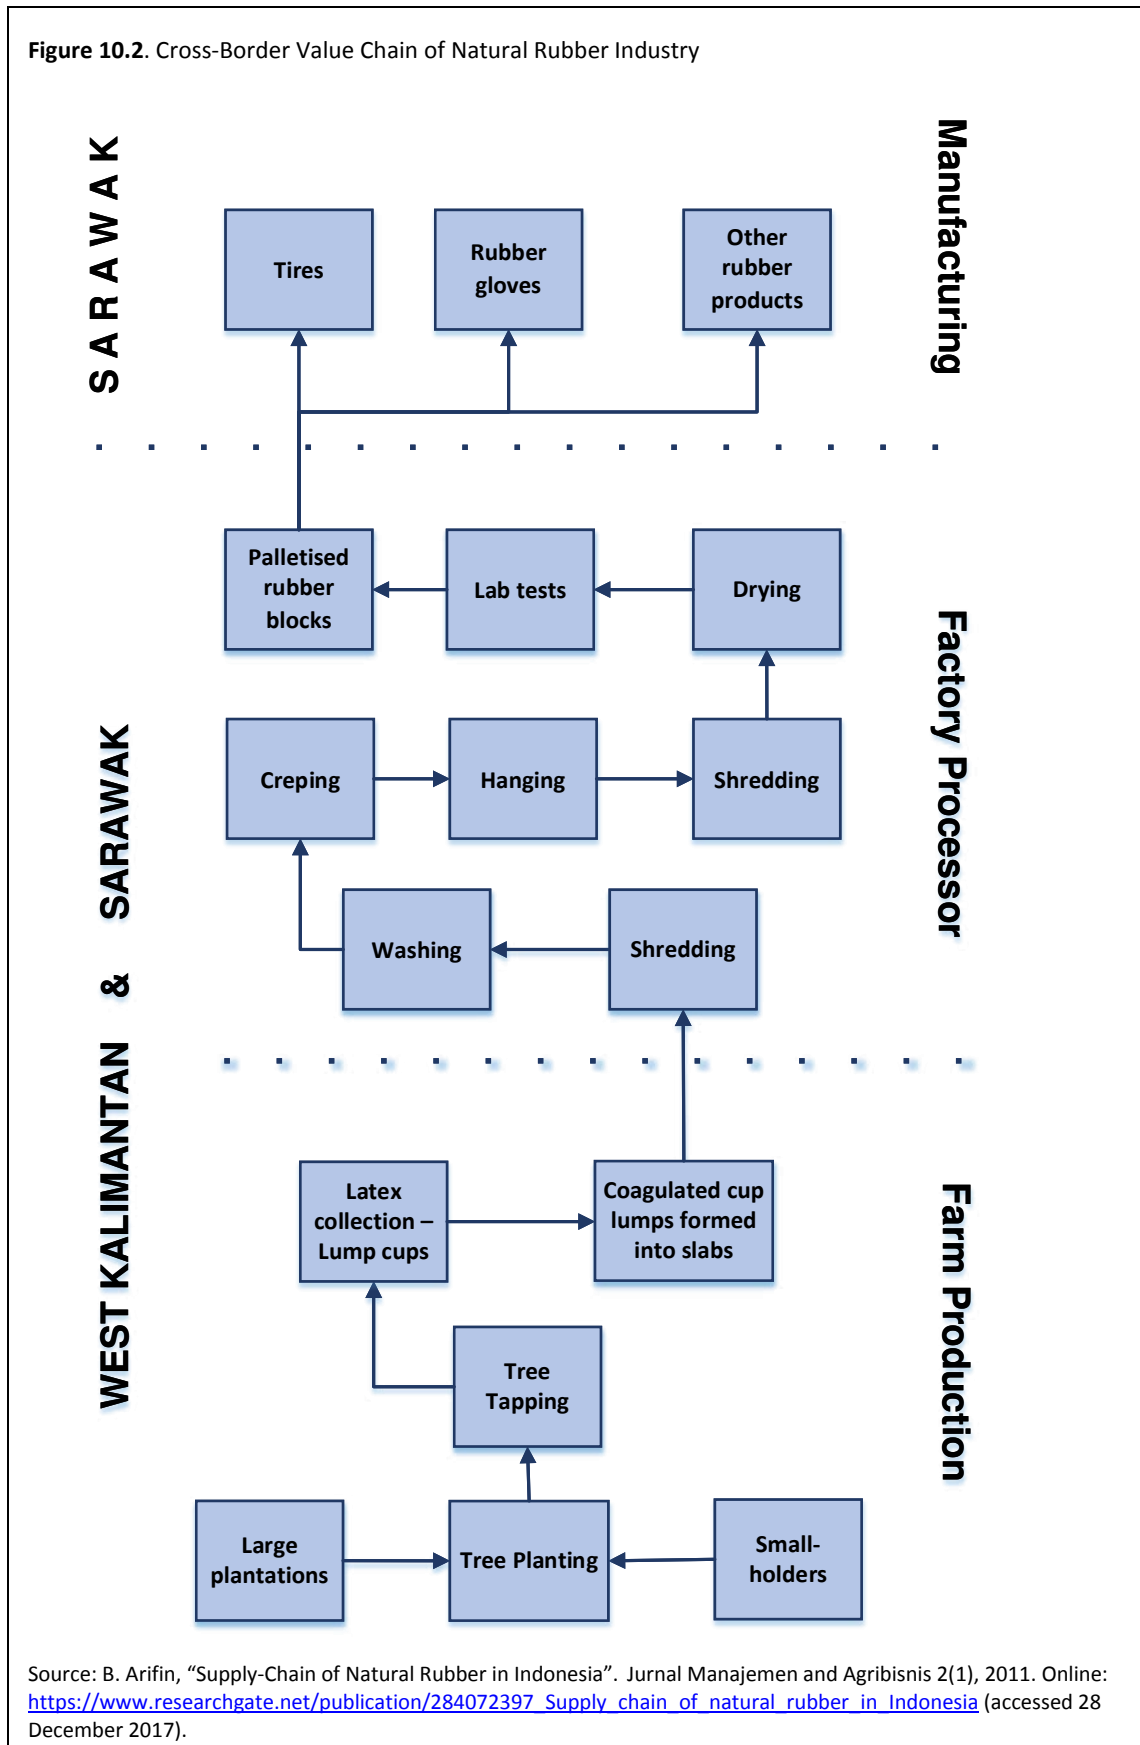 Figure 10.2. Cross-Border Value Chain of Natural Rubber Industry
SARAWAK
Manufacturing
Tires
Rubber
gloves
Other
rubber
products
WEST KALIMANTAN & SARAWAK
Factory Processor
Palletised
rubber
blocks
Lab tests
Drying
Creping
Hanging
Shredding
Washing
Shredding
Farm Production
Latex
collection –
Lump cups
Coagulated cup
lumps formed
into slabs
Tree
Tapping
Large
plantations
Tree Planting
Small-
holders
Source: B. Arifin, “Supply-Chain of Natural Rubber in Indonesia”. Jurnal Manajemen and Agribisnis 2(1), 2011. Online:
https://www.researchgate.net/publication/284072397_Supply_chain_of_natural_rubber_in_Indonesia (accessed 28
December 2017).